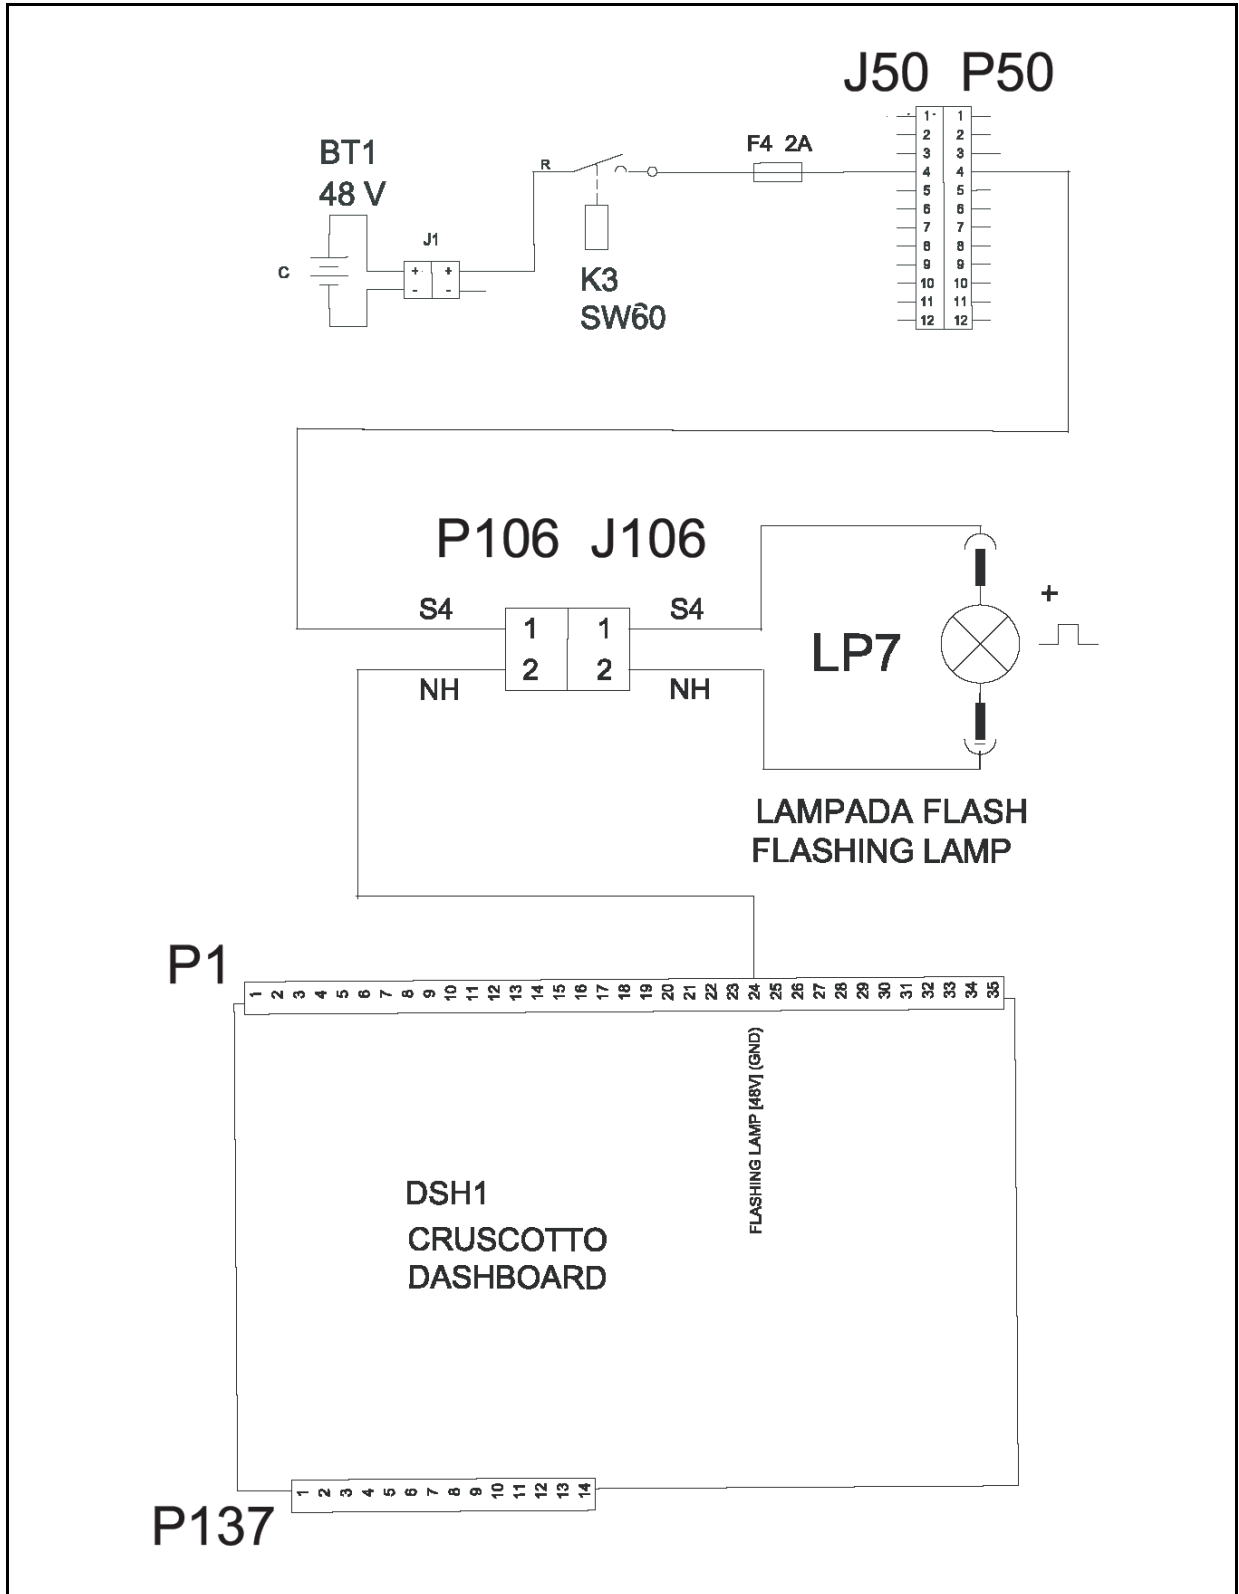 J50 P50
BT1
48 V
C
J1
+ +
- -
R
K3
SW60
F4 2A
1 1
2 2
3 3
4 4
5 5
6 6
7 7
8 8
9 9
10 10
11 11
12 12
P106 J106
S4
S4
1 1
2 2
NH
NH
LP7
+
LAMPADA FLASH
FLASHING LAMP
P1
1 2 3 4 5 6 7 8 9 10 11 12 13 14 15 16 17 18 19 20 21 22 23 24 25 26 27 28 29 30 31 32 33 34 35
FLASHING LAMP [48V] (GND)
DSH1
CRUSCOTTO
DASHBOARD
1 2 3 4 5 6 7 8 9 10 11 12 13 14
P137